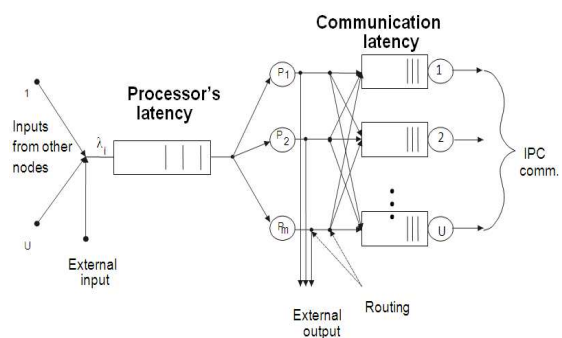 Communication
latency
Processor's
latency
1
Inputs
from other
nodes
λi
U
External
input
P1
P2
Pm
1
2
U
IPC
comm.
External
output
Routing